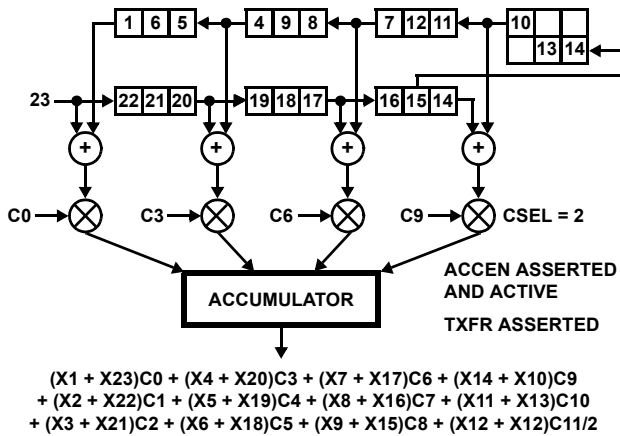 1 6 5 4 9 8 7 12 11 10
13 14
23 22 21 20 19 18 17 16 15 14
+ + + +
C0 C3 C6 C9 CSEL = 2
ACCUMULATOR
ACCEN ASSERTED
AND ACTIVE
TXFR ASSERTED
(X1 + X23)C0 + (X4 + X20)C3 + (X7 + X17)C6 + (X14 + X10)C9
+ (X2 + X22)C1 + (X5 + X19)C4 + (X8 + X16)C7 + (X11 + X13)C10
+ (X3 + X21)C2 + (X6 + X18)C5 + (X9 + X15)C8 + (X12 + X12)C11/2